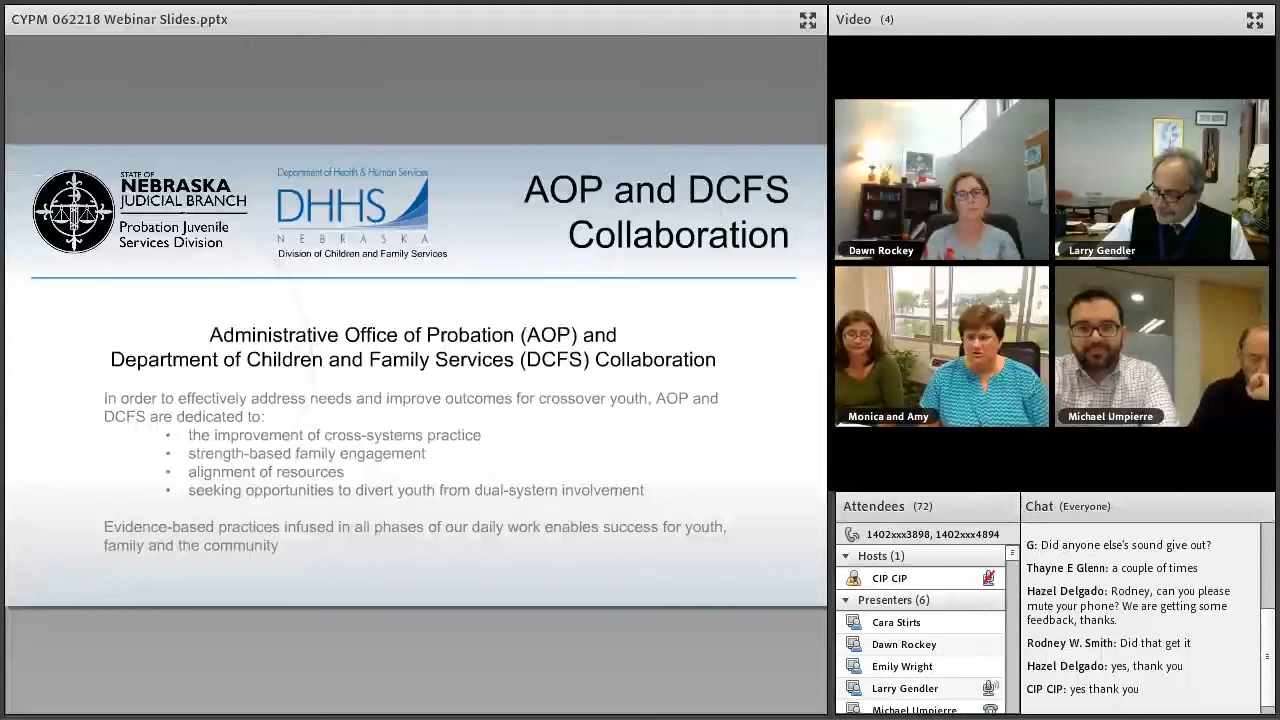 CYPM 062218 Webinar Slides.pptx
STATE OF
NEBRASKA
JUDICIAL BRANCH
Probation Juvenile
Services Division
Department of Health & Human Services
DHHS
NEBRASKA
Division of Children and Family Services
AOP and DCFS
Collaboration
Administrative Office of Probation (AOP) and
Department of Children and Family Services (DCFS) Collaboration
In order to effectively address needs and improve outcomes for crossover youth, AOP and
DCFS are dedicated to:
• the improvement of cross-systems practice
• strength-based family engagement
• alignment of resources
• seeking opportunities to divert youth from dual-system involvement
Evidence-based practices infused in all phases of our daily work enables success for youth,
family and the community
Video (4)
Dawn Rockey
Larry Gendler
Monica and Amy
Michael Umpierre
Attendees (72)
1402xxx3898, 1402xxx4894
Hosts (1)
CIP CIP
Presenters (6)
Cara Stirts
Dawn Rockey
Emily Wright
Larry Gendler
Michael Umpierre
Chat (Everyone)
G: Did anyone else's sound give out?
Thayne E Glenn: a couple of times
Hazel Delgado: Rodney, can you please
mute your phone? We are getting some
feedback, thanks.
Rodney W. Smith: Did that get it
Hazel Delgado: yes, thank you
CIP CIP: yes thank you